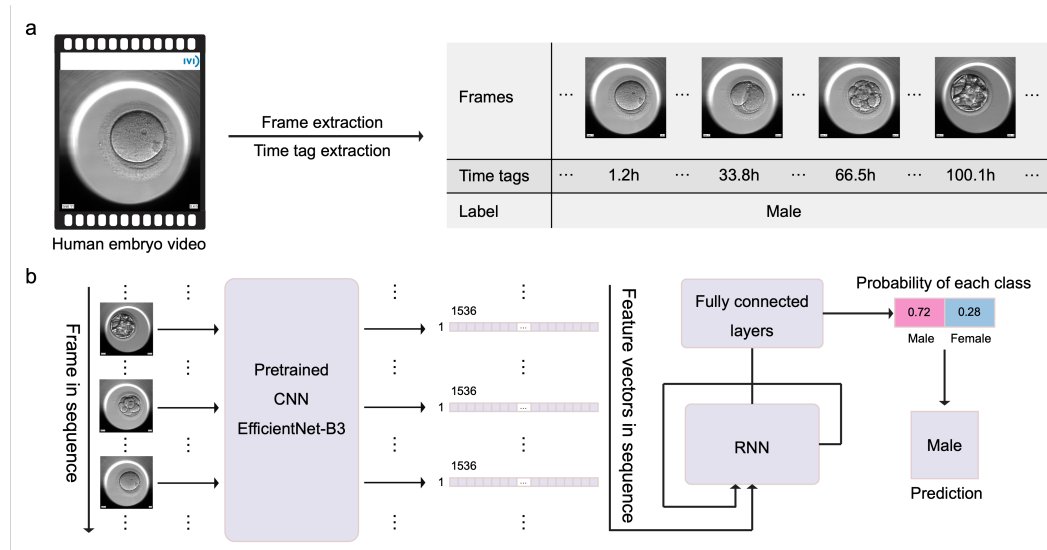 a
IVI
Human embryo video
Frame extraction
Time tag extraction
Frames ... ... ... ... ...
Time tags ... 1.2h ... 33.8h ... 66.5h ... 100.1h ...
Label Male
b
Frame in sequence
Pretrained
CNN
EfficientNet-B3
1536
1 ...
1536
1 ...
1536
1 ...
Feature vectors in sequence
Fully connected
layers
RNN
Probability of each class
0.72 0.28
Male Female
Male
Prediction